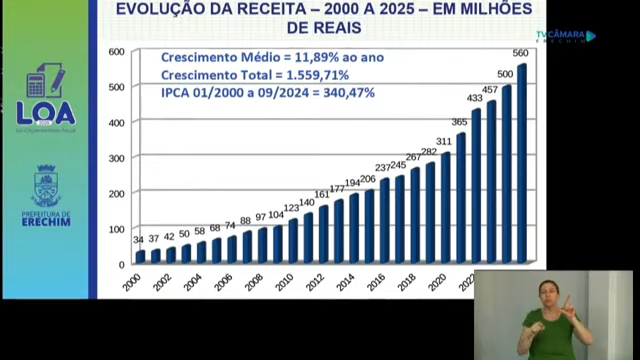 EVOLUÇÃO DA RECEITA – 2000 A 2025 – EM MILHÕES
DE REAIS
TV CÂMARA
ERECHIM
LOA
Lei Orçamentária Anual
PREFEITURA DE
ERECHIM
Crescimento Médio = 11,89% ao ano
Crescimento Total = 1.559,71%
IPCA 01/2000 a 09/2024 = 340,47%
600
500
400
300
200
100
0
34 37 42 50 58 68 74 88 97 104 123 140 161 177 194 206 237 245 267 282 311 365 433 457 500 560
2000 2002 2004 2006 2008 2010 2012 2014 2016 2018 2020